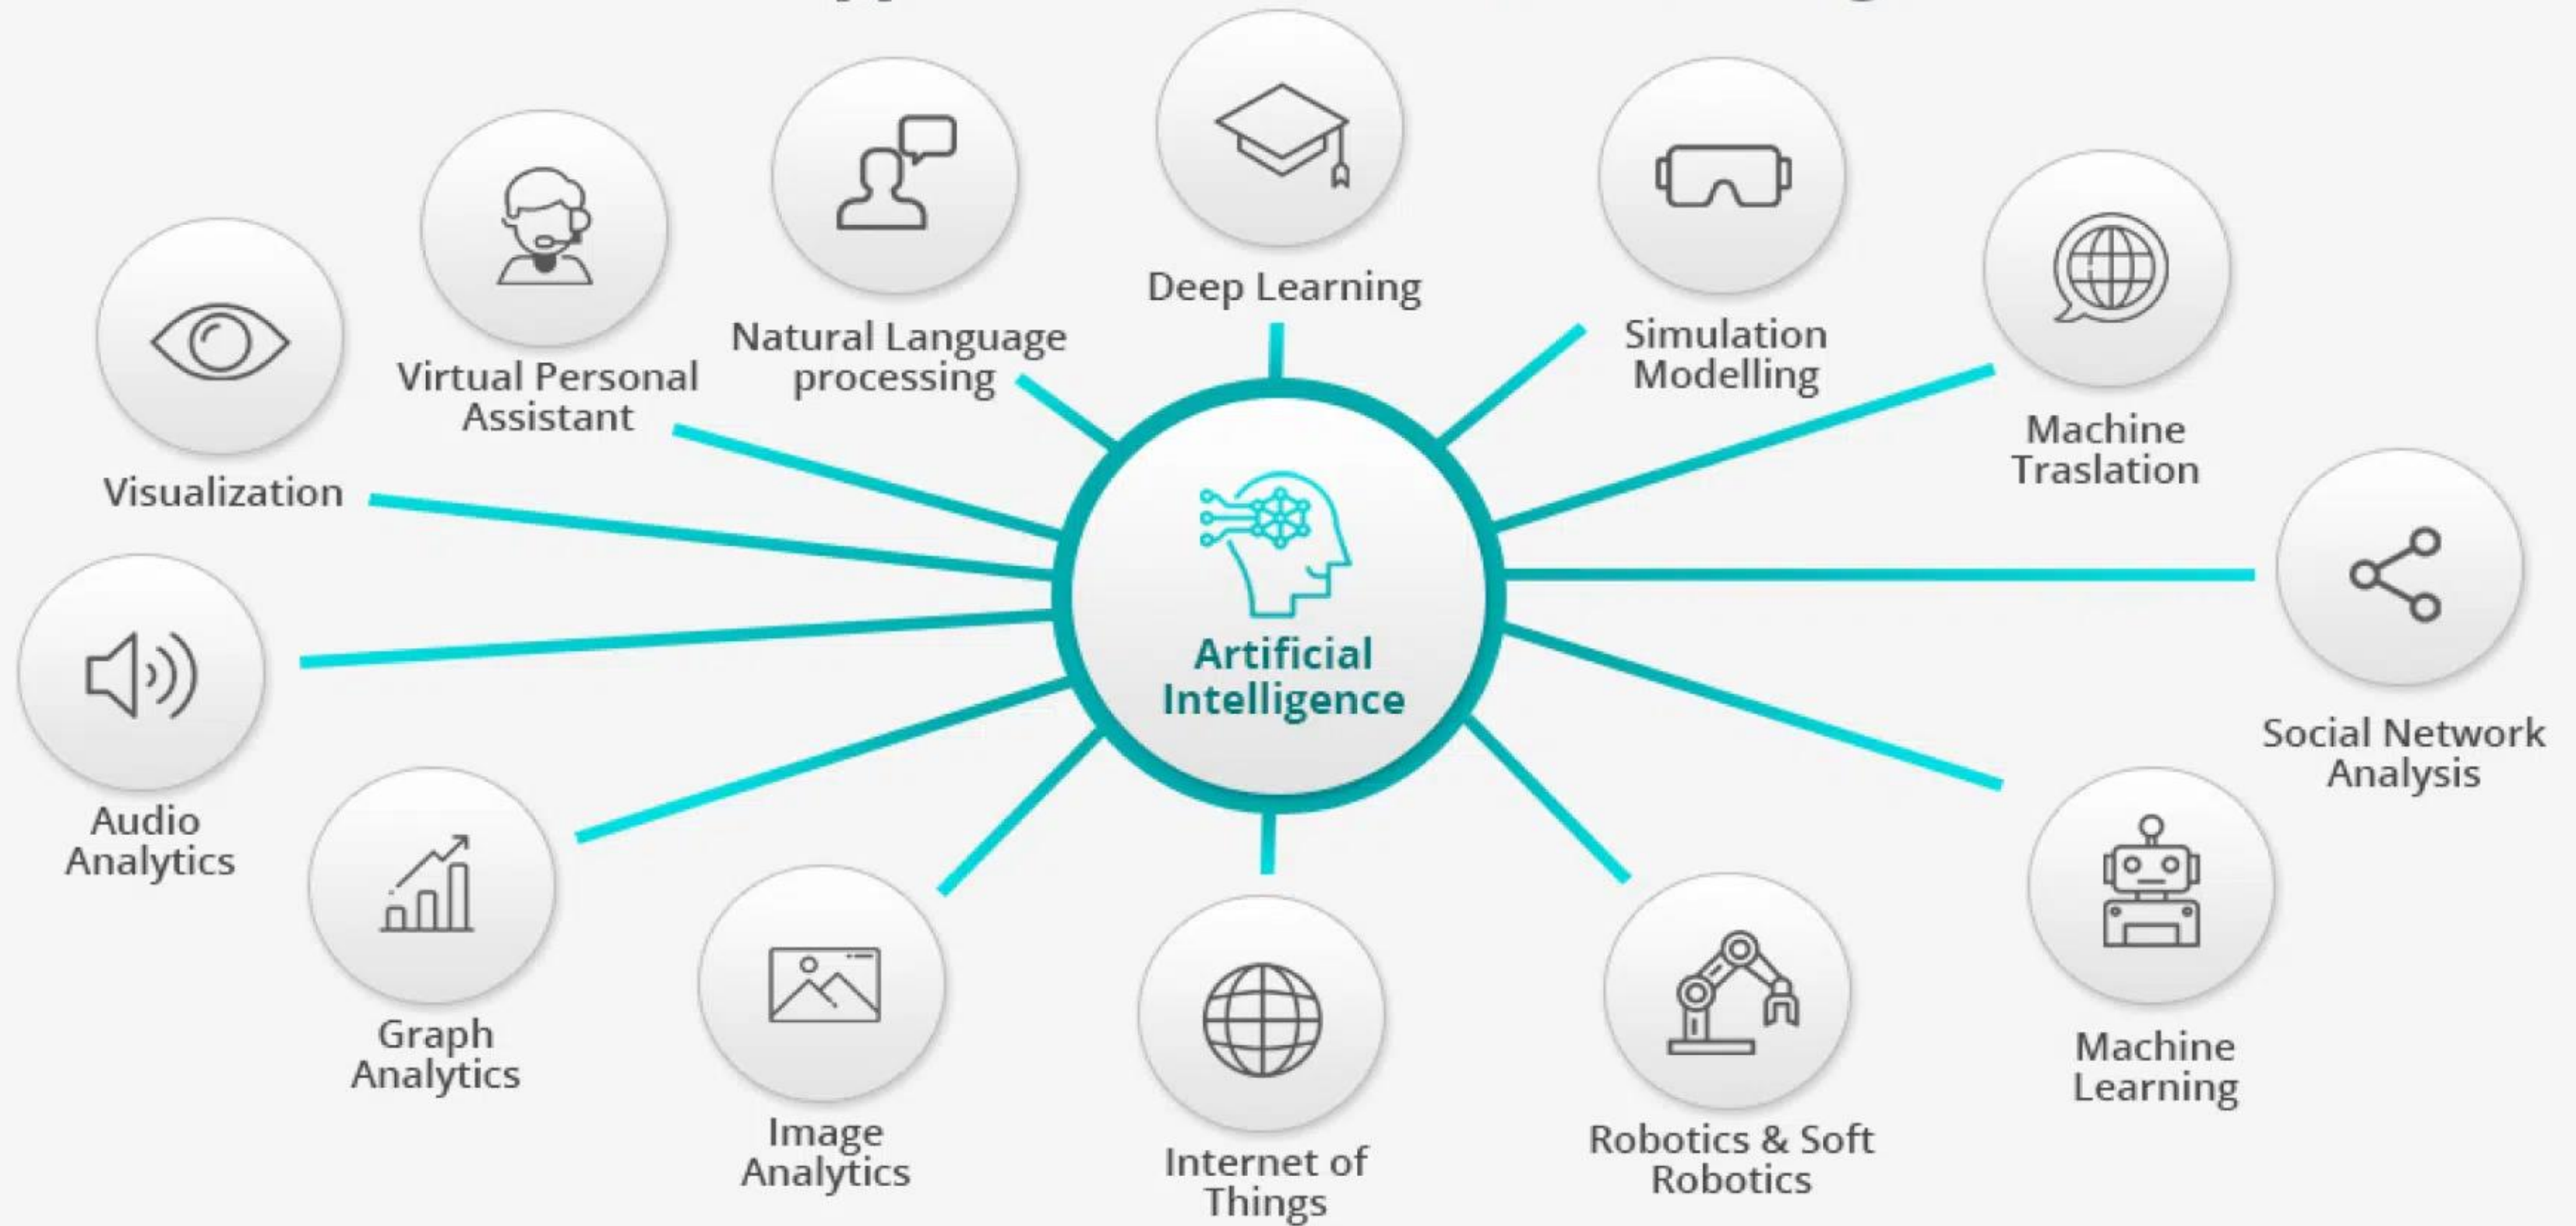 Deep Learning
Natural Language
processing
Simulation
Modelling
Virtual Personal
Assistant
Machine
Traslation
Visualization
Artificial
Intelligence
Social Network
Analysis
Audio
Analytics
Graph
Analytics
Machine
Learning
Image
Analytics
Internet of
Things
Robotics & Soft
Robotics